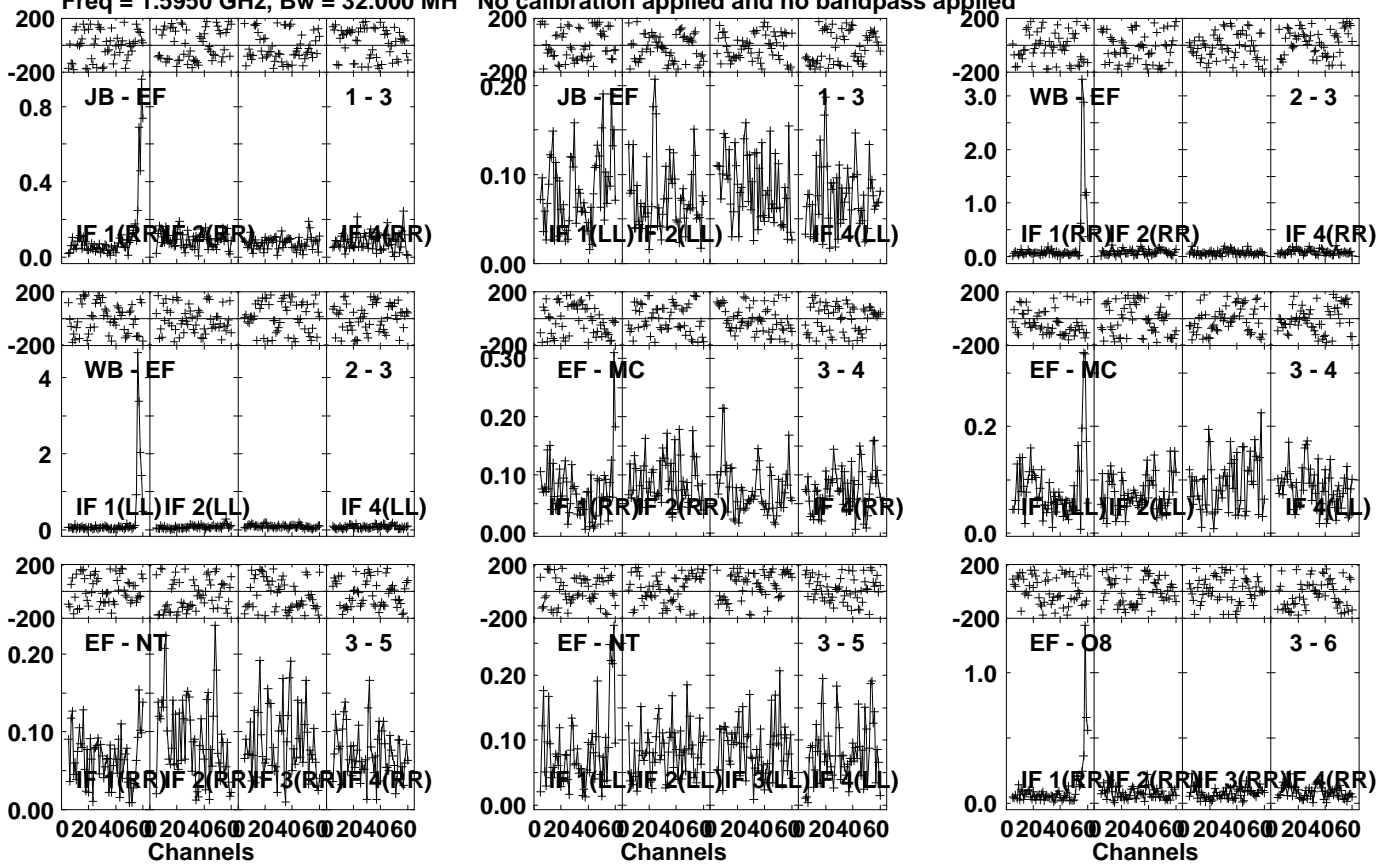 Freq = 1.5950 GHz, Bw = 32.000 MH No calibration applied and no bandpass applied
200
-200
JB - EF 1 - 3
0.8
0.4
0.0
IF 1(RR) IF 2(RR) IF 4(RR)
200
-200
0.20
JB - EF 1 - 3
0.10
0.00
IF 1(LL) IF 2(LL) IF 4(LL)
200
-200
WB - EF 2 - 3
3.0
2.0
1.0
0.0
IF 1(RR) IF 2(RR) IF 4(RR)
200
-200
WB - EF 2 - 3
4
2
0
IF 1(LL) IF 2(LL) IF 4(LL)
200
-200
0.30
EF - MC 3 - 4
0.20
0.10
0.00
IF 1(RR) IF 2(RR) IF 4(RR)
200
-200
EF - MC 3 - 4
0.2
0.0
IF 1(LL) IF 2(LL) IF 4(LL)
200
-200
EF - NT 3 - 5
0.20
0.10
0.00
IF 1(RR) IF 2(RR) IF 3(RR) IF 4(RR)
0 20 40 60 0 20 40 60 0 20 40 60 0 20 40 60
Channels
200
-200
EF - NT 3 - 5
0.20
0.10
0.00
IF 1(LL) IF 2(LL) IF 3(LL) IF 4(LL)
0 20 40 60 0 20 40 60 0 20 40 60 0 20 40 60
Channels
200
-200
EF - O8 3 - 6
1.0
0.0
IF 1(RR) IF 2(RR) IF 3(RR) IF 4(RR)
0 20 40 60 0 20 40 60 0 20 40 60 0 20 40 60
Channels